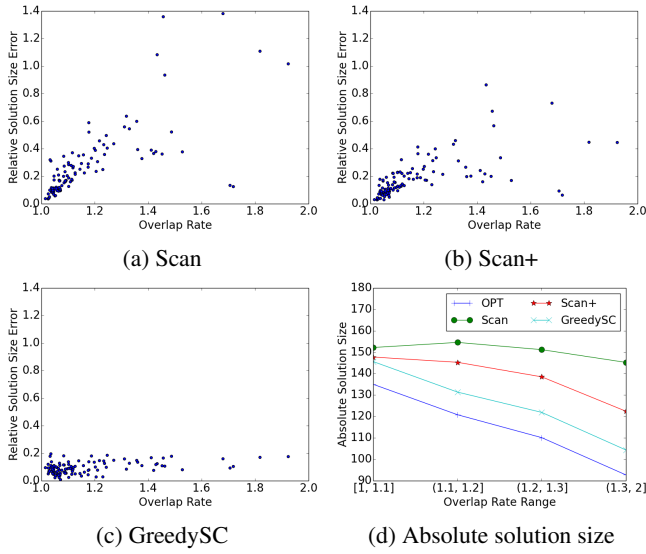 Relative Solution Size Error
1.4
1.2
1.0
0.8
0.6
0.4
0.2
0.0
1.0 1.2 1.4 1.6 1.8 2.0
Overlap Rate
(a) Scan
Relative Solution Size Error
1.4
1.2
1.0
0.8
0.6
0.4
0.2
0.0
1.0 1.2 1.4 1.6 1.8 2.0
Overlap Rate
(b) Scan+
Relative Solution Size Error
1.4
1.2
1.0
0.8
0.6
0.4
0.2
0.0
1.0 1.2 1.4 1.6 1.8 2.0
Overlap Rate
(c) GreedySC
Absolute Solution Size
180
170
160
150
140
130
120
110
100
90
OPT Scan+
Scan GreedySC
[1, 1.1] (1.1, 1.2] (1.2, 1.3] (1.3, 2]
Overlap Rate Range
(d) Absolute solution size